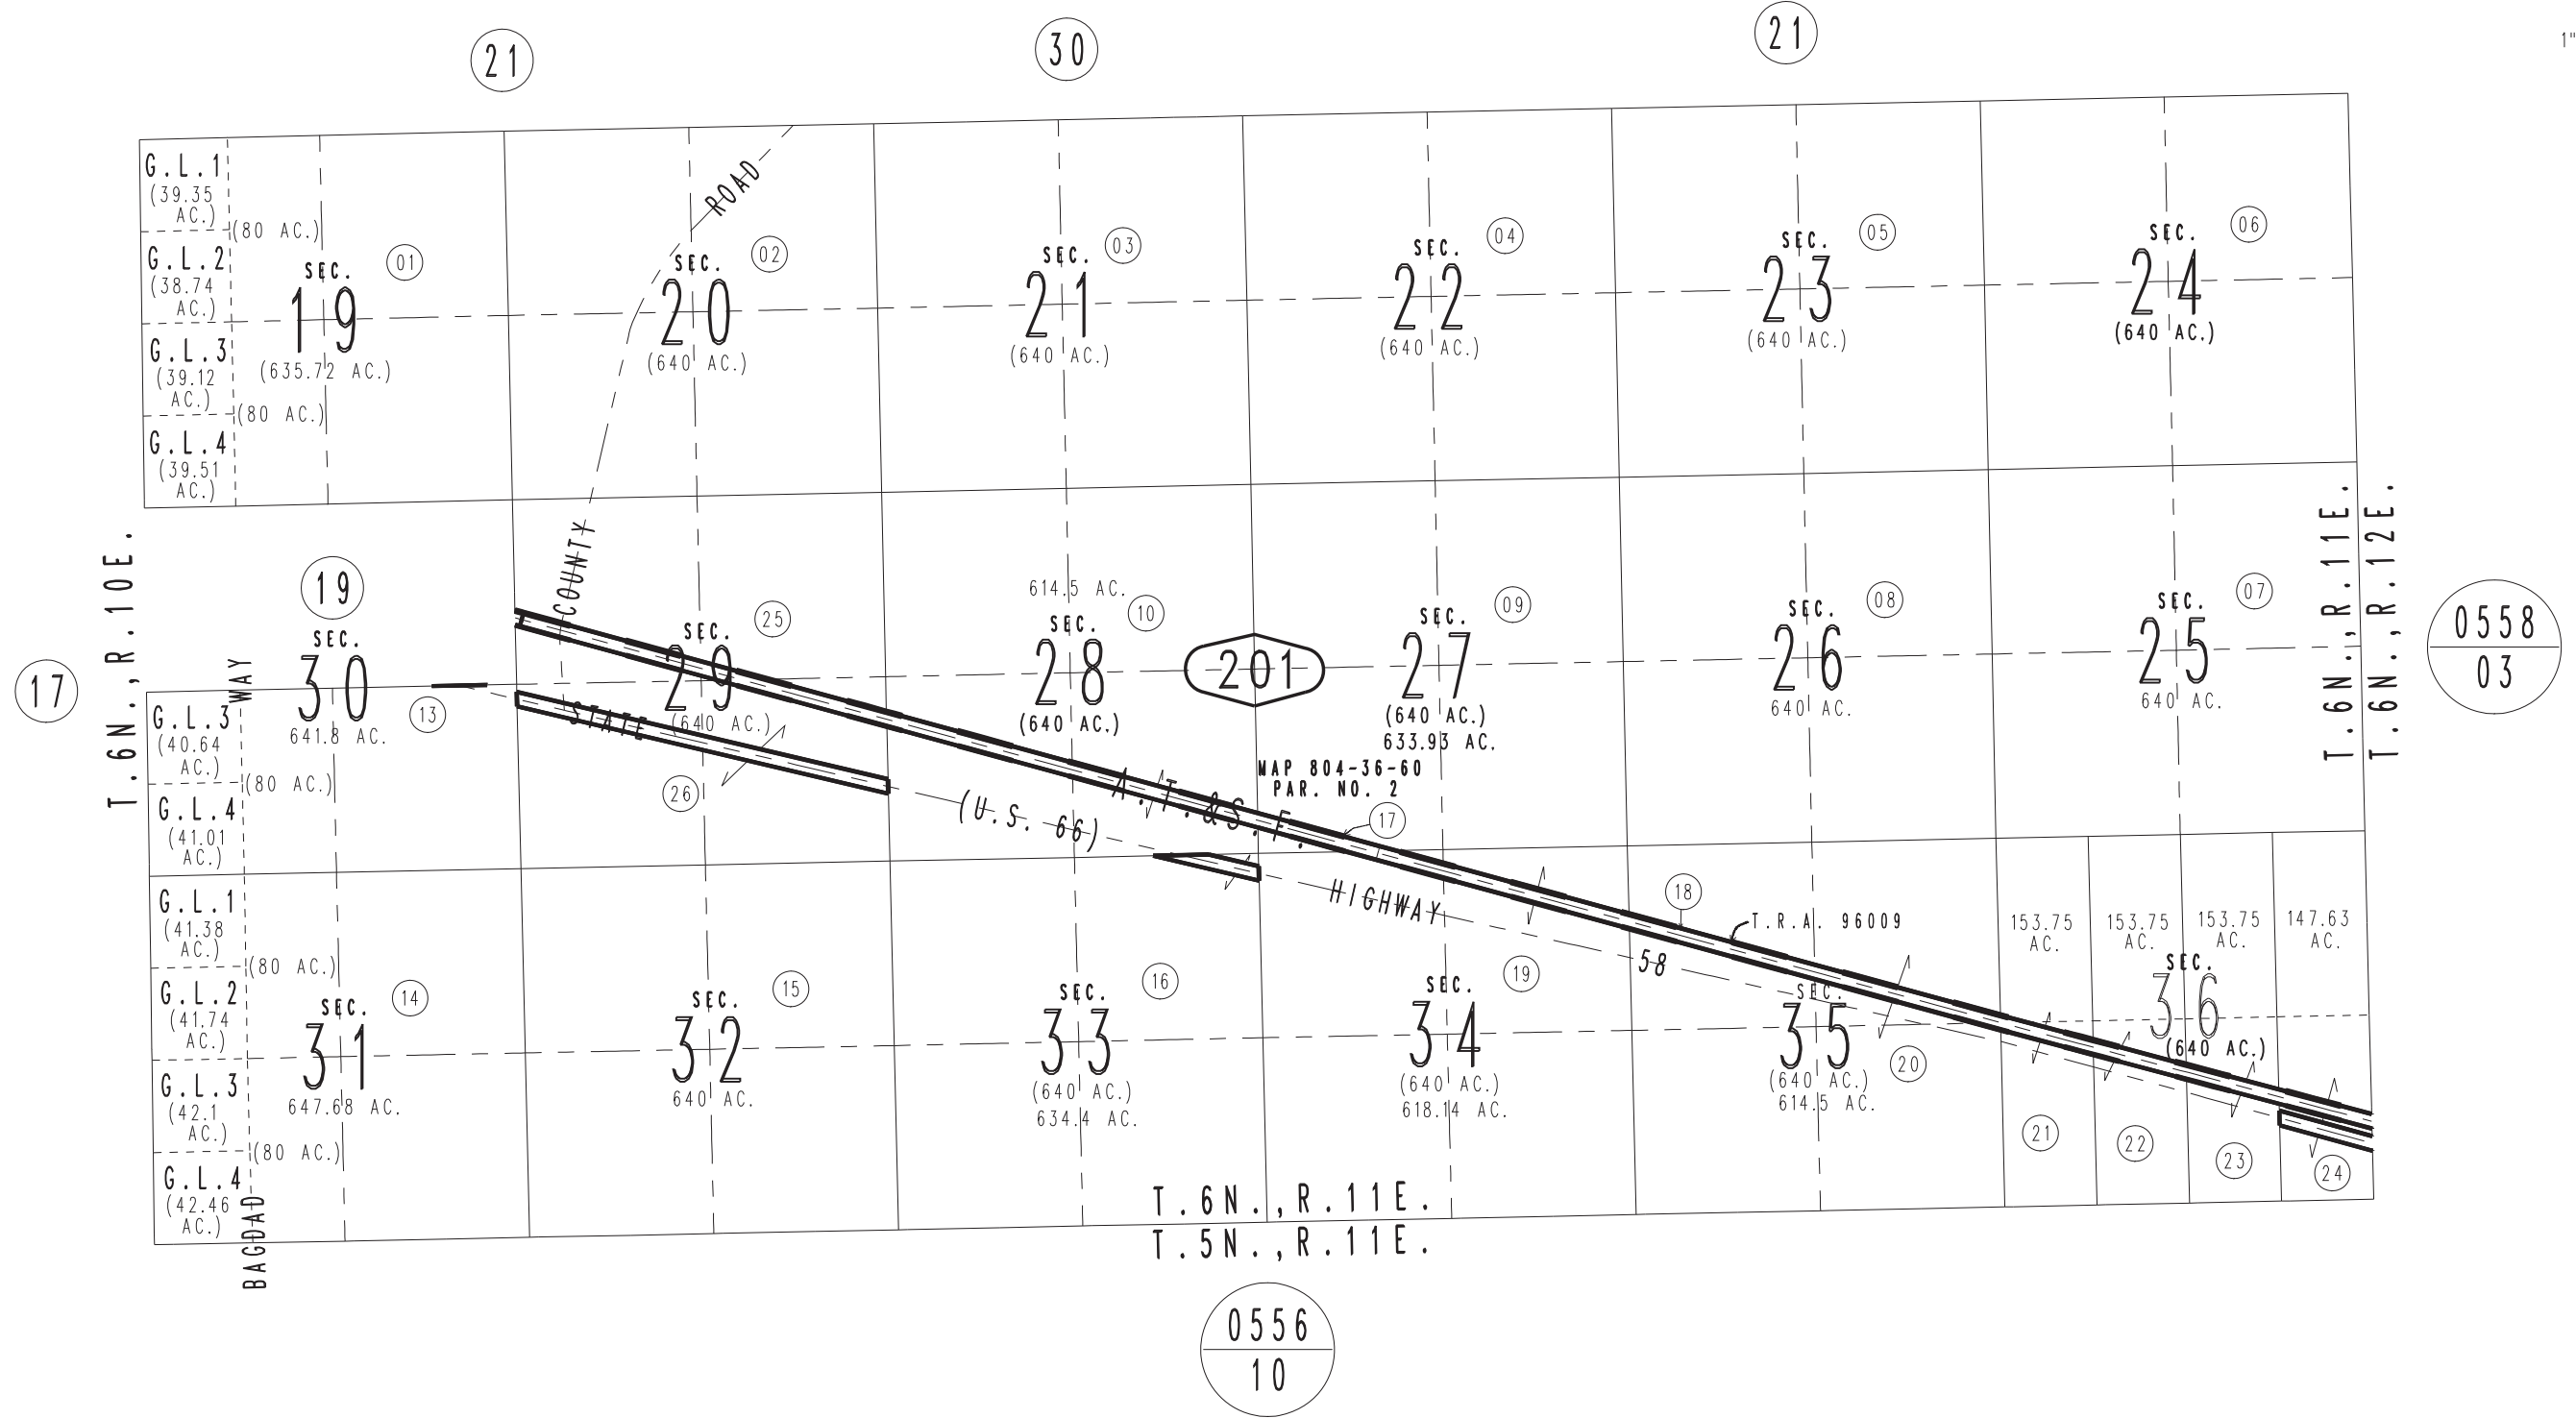 21
30
21
1"
G.L.1
(39.35
AC.)
(80 AC.)
G.L.2
(38.74
AC.)
G.L.3
(39.12
AC.)
(80 AC.)
G.L.4
(39.51
AC.)
SEC.
19
01
(635.72 AC.)
COUNTY
ROAD
SEC.
20
02
(640 AC.)
SEC.
21
03
(640 AC.)
SEC.
22
04
(640 AC.)
SEC.
23
05
(640 AC.)
SEC.
24
06
(640 AC.)
T.6N.,R.10E.
17
19
SEC.
30
641.8 AC.
13
WAY
G.L.3
(40.64
AC.)
(80 AC.)
G.L.4
(41.01
AC.)
SEC.
29
25
(640 AC.)
26
614.5 AC.
SEC.
28
10
(640 AC.)
201
SEC.
27
09
(640 AC.)
633.93 AC.
MAP 804-36-60
PAR. NO. 2
17
SEC.
26
08
640 AC.
SEC.
25
07
640 AC.
T.6N.,R.11E.
T.6N.,R.12E.
0558
03
STATE
(U.S. 66)
HIGHWAY
58
A.T.&S.F.
18
T.R.A. 96009
G.L.1
(41.38
AC.)
(80 AC.)
G.L.2
(41.74
AC.)
G.L.3
(42.1
AC.)
(80 AC.)
G.L.4
(42.46
AC.)
BAGDAD
SEC.
31
14
647.68 AC.
SEC.
32
15
640 AC.
SEC.
33
16
(640 AC.)
634.4 AC.
SEC.
34
19
(640 AC.)
618.14 AC.
SEC.
35
20
(640 AC.)
614.5 AC.
153.75
AC.
153.75
AC.
153.75
AC.
147.63
AC.
SEC.
36
(640 AC.)
21
22
23
24
T.6N.,R.11E.
T.5N.,R.11E.
0556
10